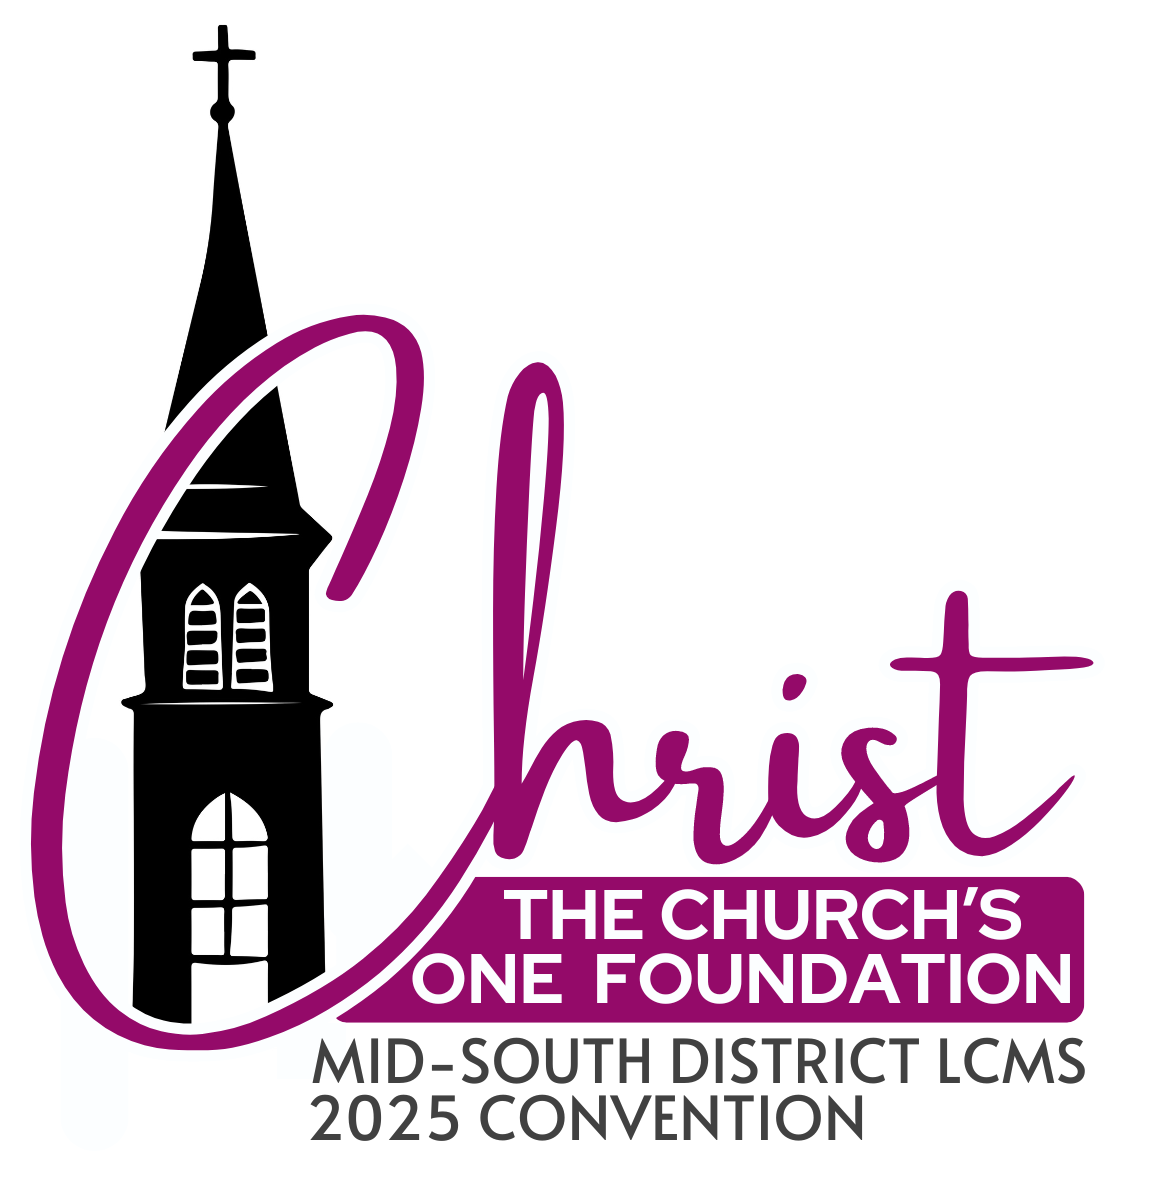 Christ
THE CHURCH’S
ONE FOUNDATION
MID-SOUTH DISTRICT LCMS
2025 CONVENTION